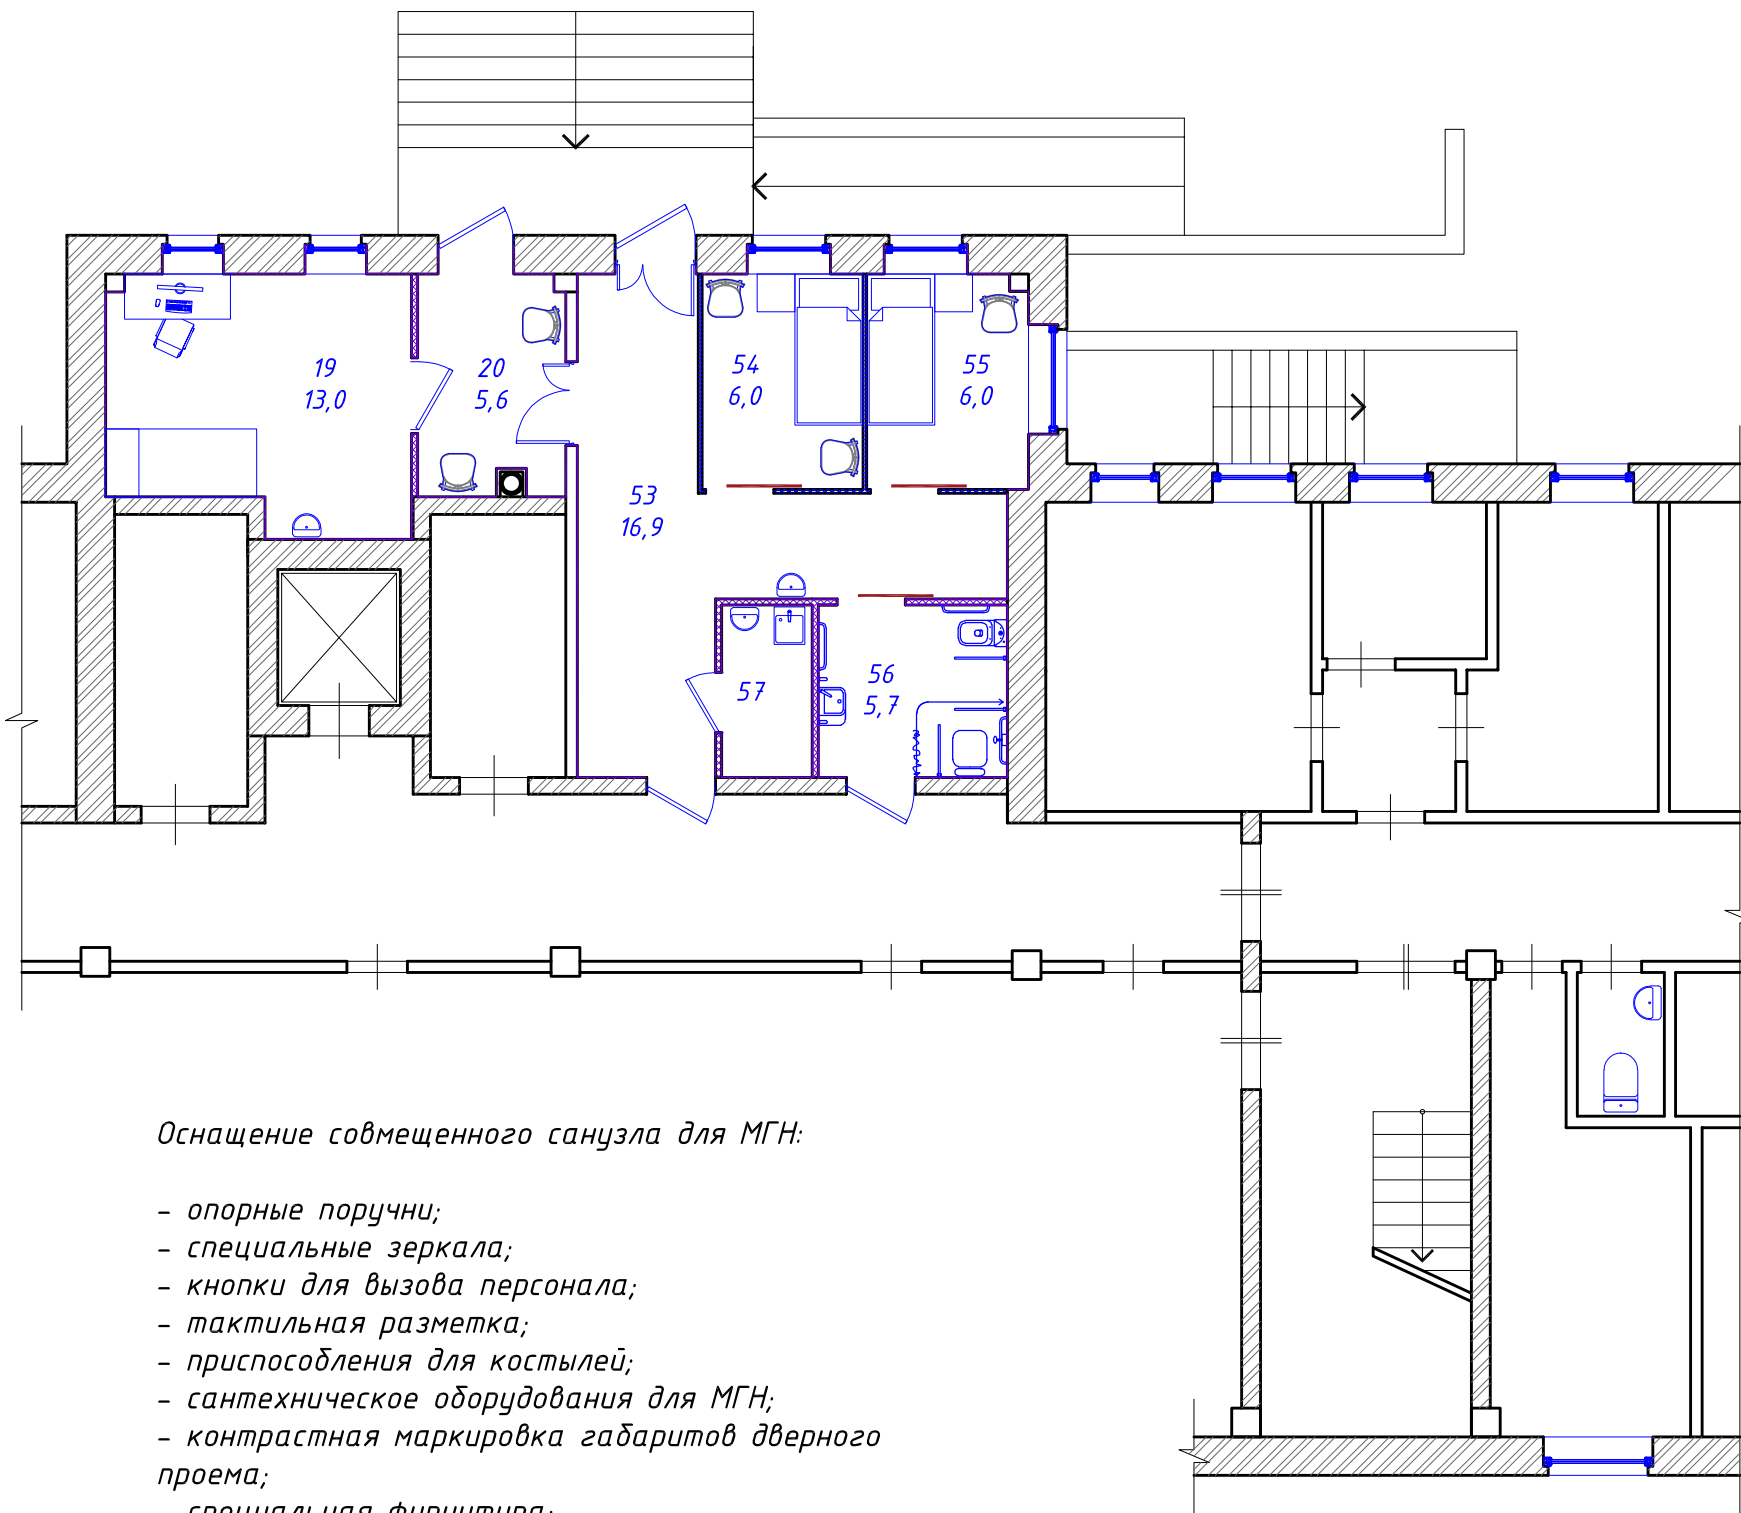 19
13,0
20
5,6
54
6,0
55
6,0
53
16,9
57
56
5,7
Оснащение совмещенного санузла для МГН:
- опорные поручни;
- специальные зеркала;
- кнопки для вызова персонала;
- тактильная разметка;
- приспособления для костылей;
- сантехническое оборудования для МГН;
- контрастная маркировка габаритов дверного
проема;
специальная фурнитура;